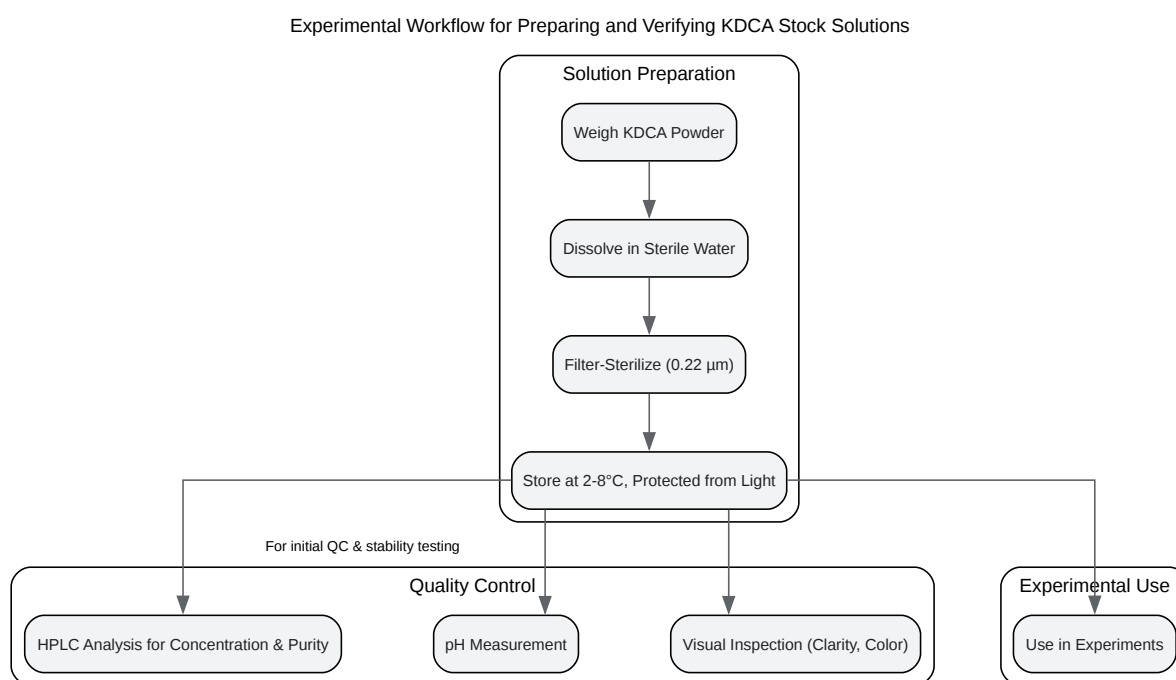 Experimental Workflow for Preparing and Verifying KDCA Stock Solutions
Solution Preparation
Weigh KDCA Powder
Dissolve in Sterile Water
Filter-Sterilize (0.22 µm)
Store at 2-8°C, Protected from Light
For initial QC & stability testing
Quality Control
HPLC Analysis for Concentration & Purity
pH Measurement
Visual Inspection (Clarity, Color)
Experimental Use
Use in Experiments